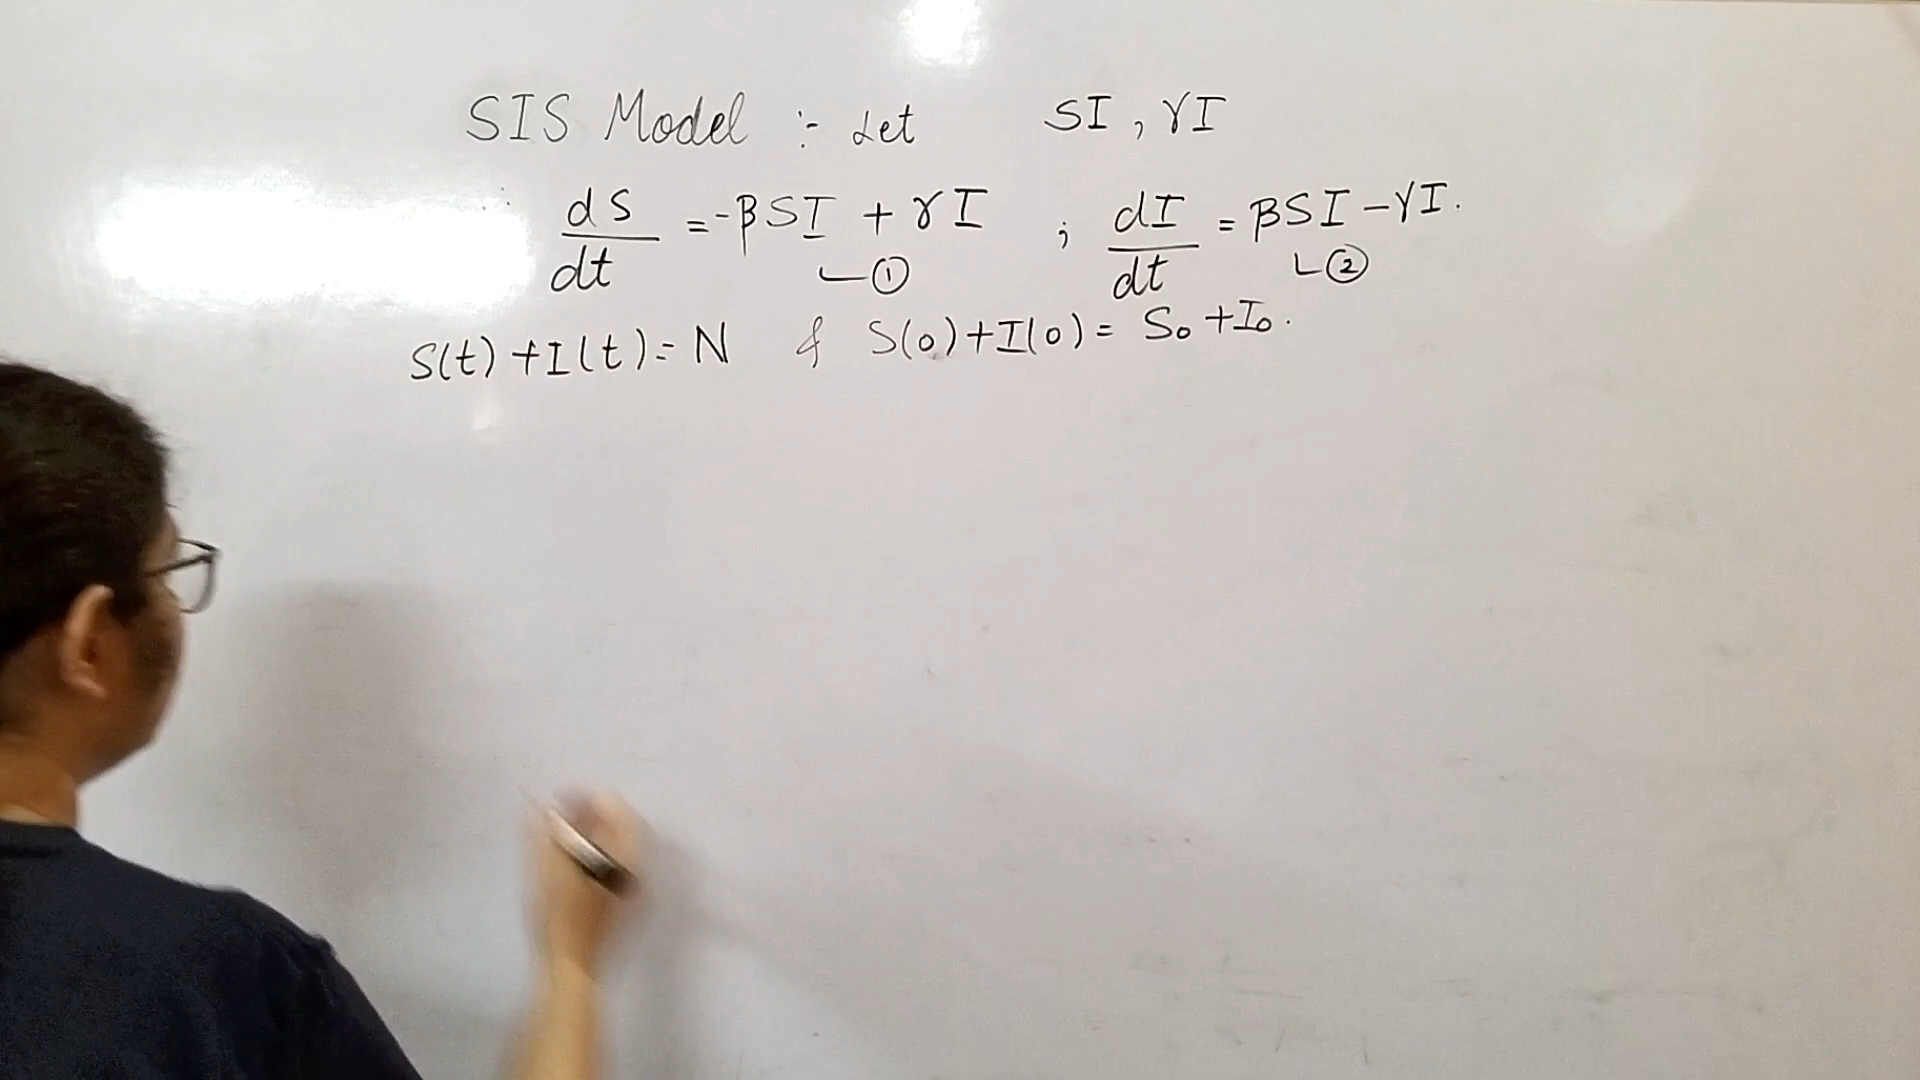 SIS Model :- Let SI, γI
dS/dt = -βSI + γI ; dI/dt = βSI - γI.
① ②
S(t) + I(t) = N & S(0) + I(0) = S₀ + I₀.